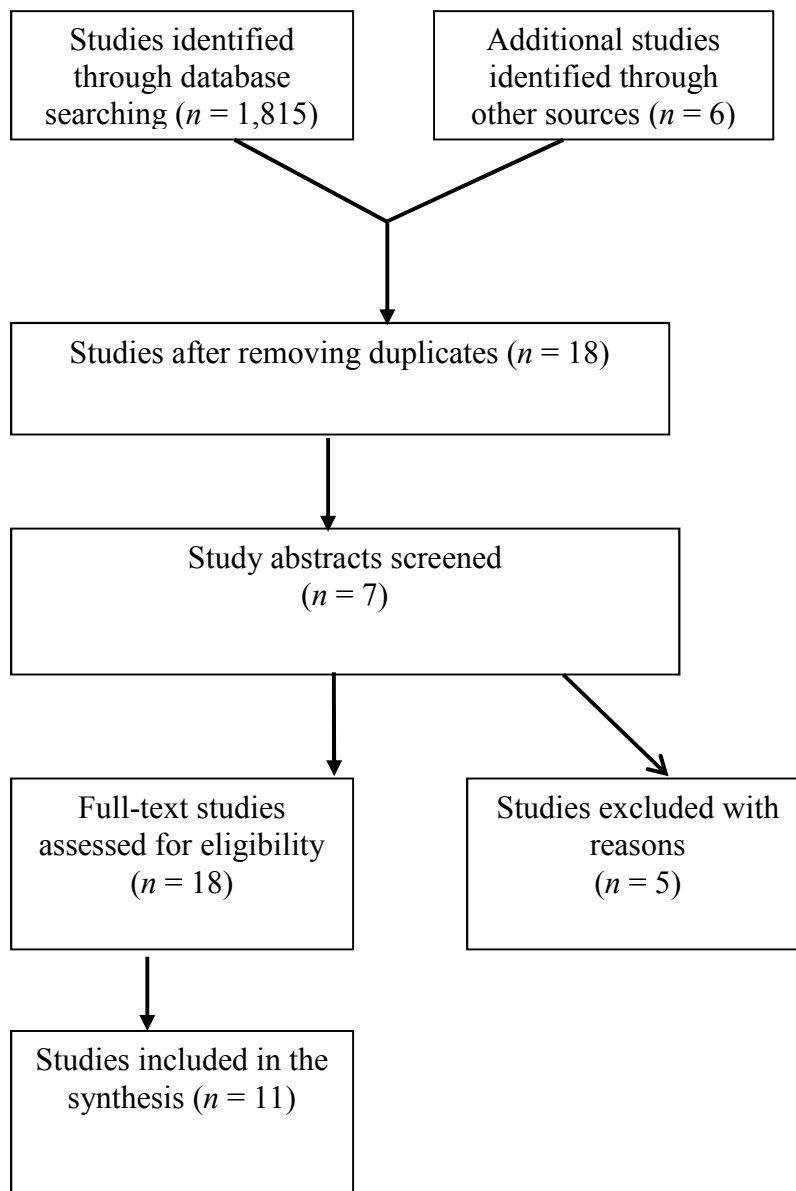 Studies identified
through database
searching (n = 1,815)
Additional studies
identified through
other sources (n = 6)
Studies after removing duplicates (n = 18)
Study abstracts screened
(n = 7)
Full-text studies
assessed for eligibility
(n = 18)
Studies excluded with
reasons
(n = 5)
Studies included in the
synthesis (n = 11)